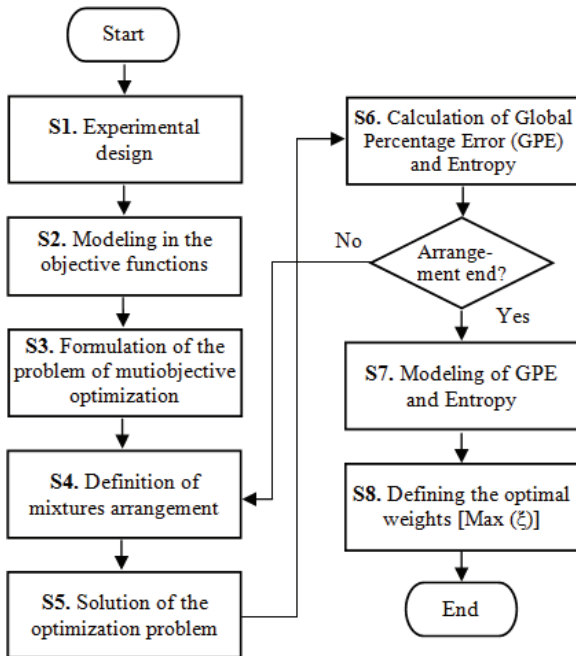 Start
S1. Experimental
design
S2. Modeling in the
objective functions
S3. Formulation of the
problem of mutiobjective
optimization
S4. Definition of
mixtures arrangement
S5. Solution of the
optimization problem
S6. Calculation of Global
Percentage Error (GPE)
and Entropy
No
Arrange-
ment end?
Yes
S7. Modeling of GPE
and Entropy
S8. Defining the optimal
weights [Max (ξ)]
End